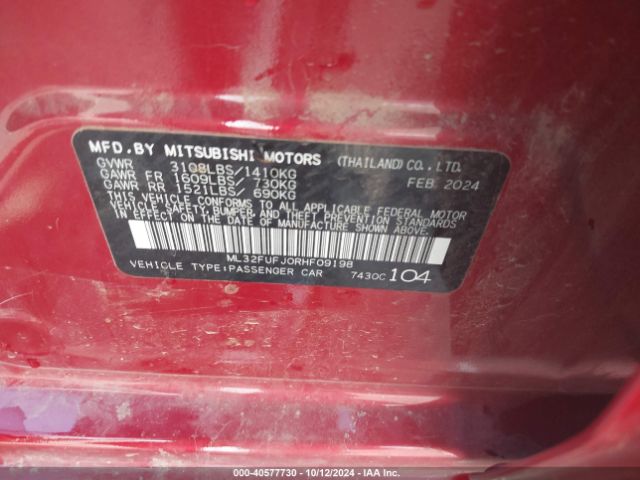 MFD.BY MITSUBISHI MOTORS (THAILAND) CO., LTD.
GVWR 3108LBS/1410KG FEB 2024
GAWR FR 1609LBS/ 730KG
GAWR RR 1521LBS/ 690KG
THIS VEHICLE CONFORMS TO ALL APPLICABLE FEDERAL MOTOR
VEHICLE SAFETY,BUMPER, AND THEFT PREVENTION STANDARDS
IN EFFECT ON THE DATE OF MANUFACTURE SHOWN ABOVE.
ML32FUFJ0RHF09198
VEHICLE TYPE:PASSENGER CAR 7430C 104
000-40577730 - 10/12/2024 - IAA Inc.